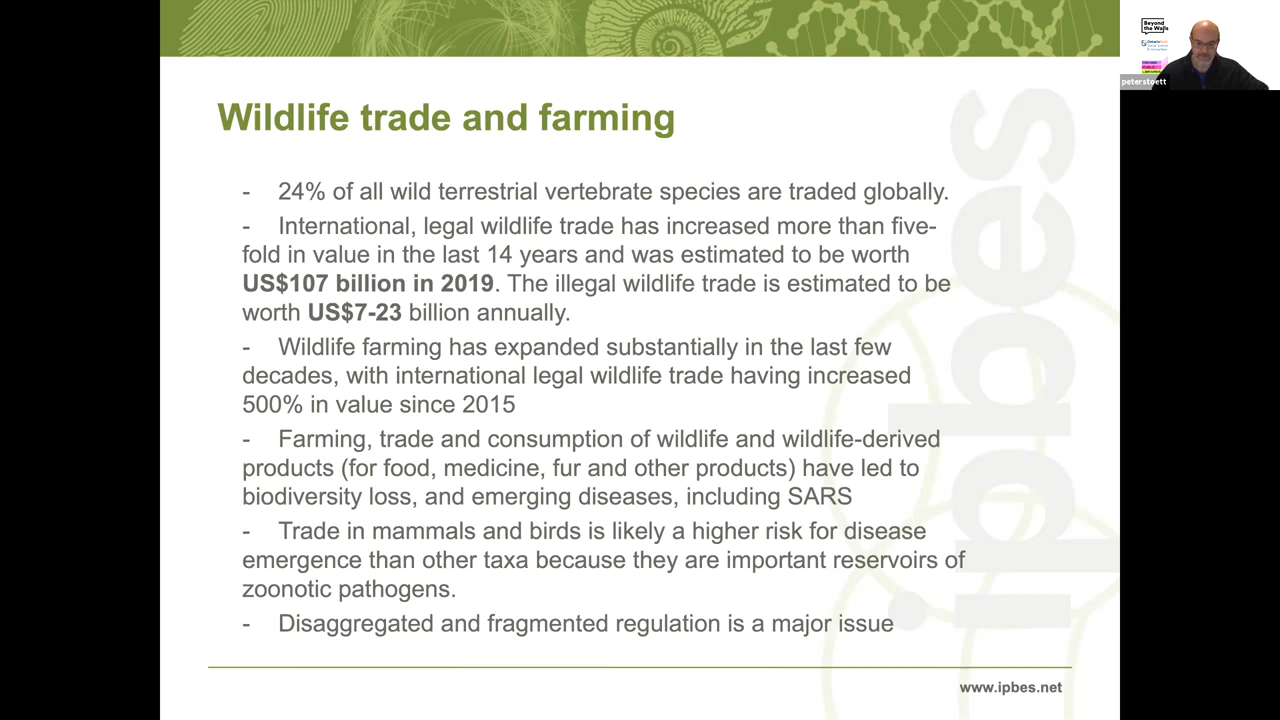 Wildlife trade and farming
- 24% of all wild terrestrial vertebrate species are traded globally.
- International, legal wildlife trade has increased more than five-
fold in value in the last 14 years and was estimated to be worth
US$107 billion in 2019. The illegal wildlife trade is estimated to be
worth US$7-23 billion annually.
- Wildlife farming has expanded substantially in the last few
decades, with international legal wildlife trade having increased
500% in value since 2015
- Farming, trade and consumption of wildlife and wildlife-derived
products (for food, medicine, fur and other products) have led to
biodiversity loss, and emerging diseases, including SARS
- Trade in mammals and birds is likely a higher risk for disease
emergence than other taxa because they are important reservoirs of
zoonotic pathogens.
- Disaggregated and fragmented regulation is a major issue
ipbes
www.ipbes.net
Beyond
the Walls
peterstoett